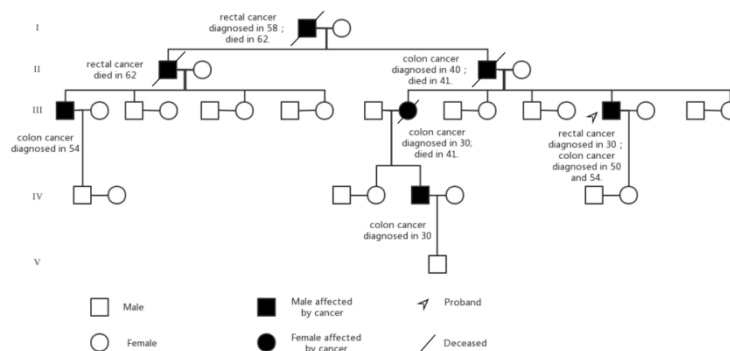 I
rectal cancer
diagnosed in 58 ;
died in 62.
II
rectal cancer
died in 62
colon cancer
diagnosed in 40 ;
died in 41.
III
colon cancer
diagnosed in 54
colon cancer
diagnosed in 30;
died in 41.
rectal cancer
diagnosed in 30 ;
colon cancer
diagnosed in 50
and 54.
IV
colon cancer
diagnosed in 30
V
Male
Male affected
by cancer
Proband
Female
Female affected
by cancer
Deceased